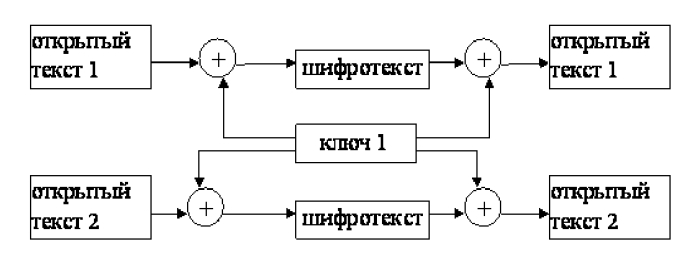 открытый
текст 1
+
шифротекст
+
открытый
текст 1
ключ 1
открытый
текст 2
+
шифротекст
+
открытый
текст 2